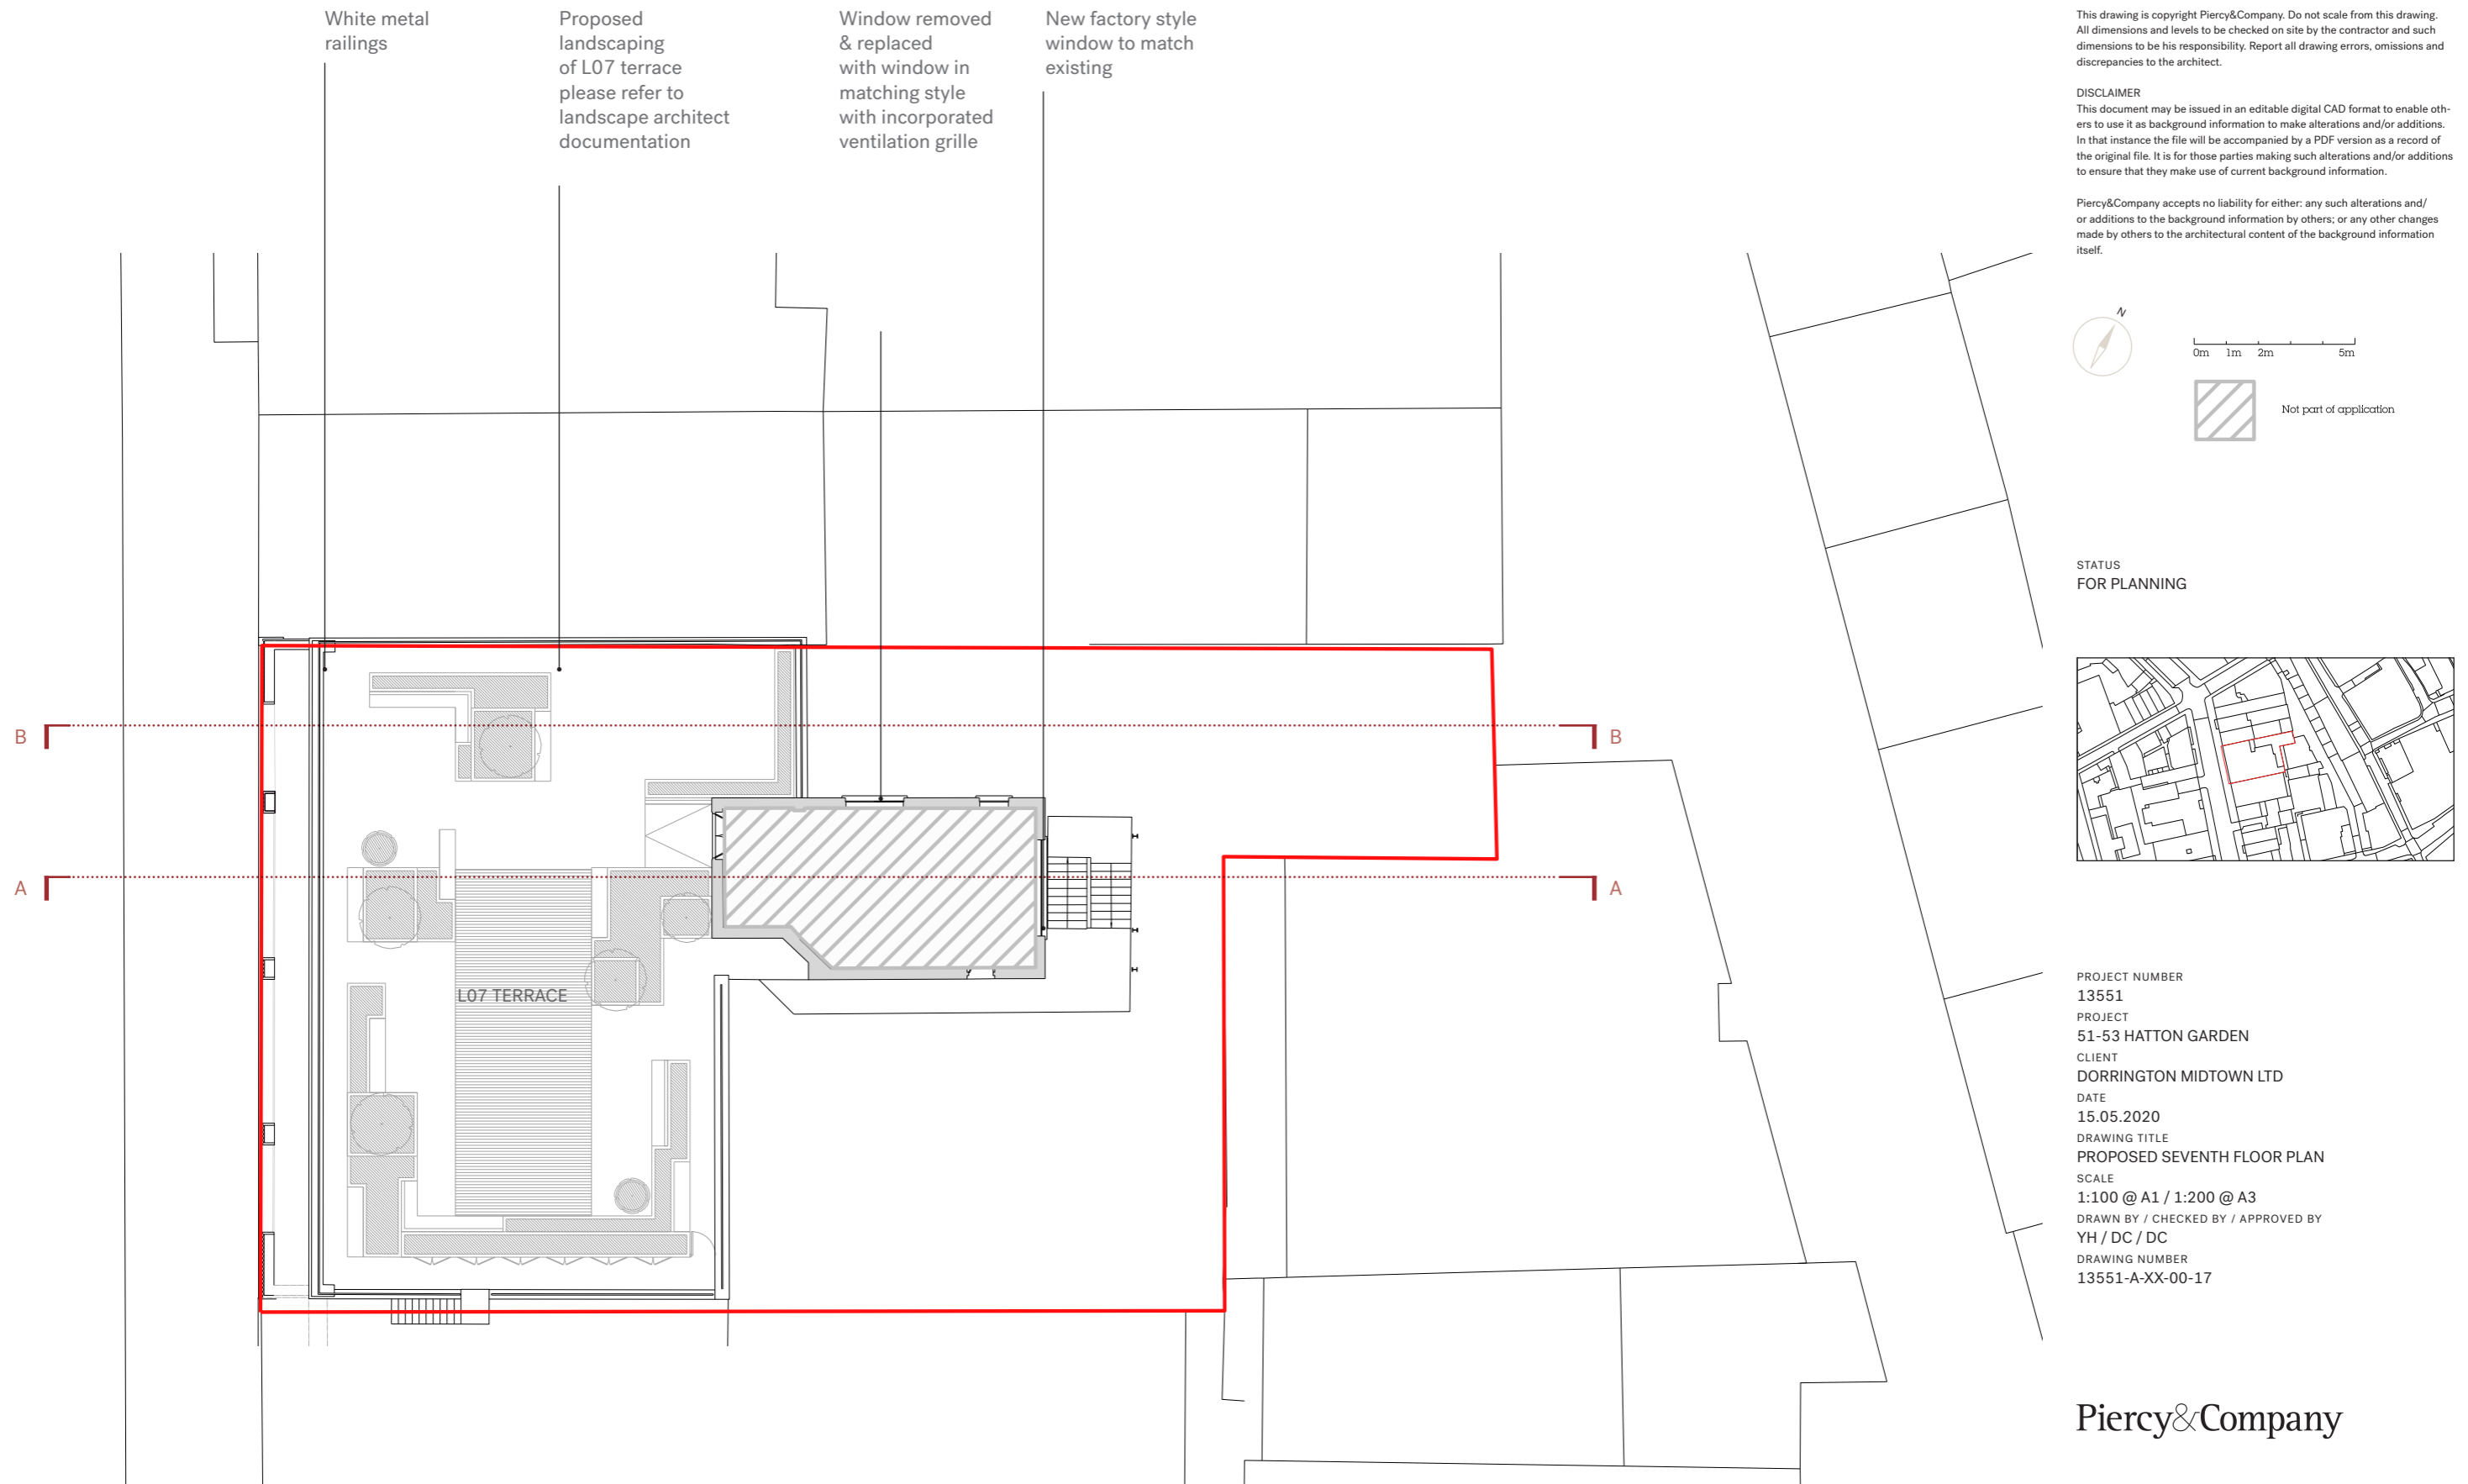 White metal
railings
Proposed
landscaping
of L07 terrace
please refer to
landscape architect
documentation
Window removed
& replaced
with window in
matching style
with incorporated
ventilation grille
New factory style
window to match
existing
This drawing is copyright Piercy&Company. Do not scale from this drawing.
All dimensions and levels to be checked on site by the contractor and such
dimensions to be his responsibility. Report all drawing errors, omissions and
discrepancies to the architect.
DISCLAIMER
This document may be issued in an editable digital CAD format to enable oth-
ers to use it as background information to make alterations and/or additions.
In that instance the file will be accompanied by a PDF version as a record of
the original file. It is for those parties making such alterations and/or additions
to ensure that they make use of current background information.
Piercy&Company accepts no liability for either: any such alterations and/
or additions to the background information by others; or any other changes
made by others to the architectural content of the background information
itself.
N
0m 1m 2m 5m
Not part of application
STATUS
FOR PLANNING
B
B
A
A
L07 TERRACE
PROJECT NUMBER
13551
PROJECT
51-53 HATTON GARDEN
CLIENT
DORRINGTON MIDTOWN LTD
DATE
15.05.2020
DRAWING TITLE
PROPOSED SEVENTH FLOOR PLAN
SCALE
1:100 @ A1 / 1:200 @ A3
DRAWN BY / CHECKED BY / APPROVED BY
YH / DC / DC
DRAWING NUMBER
13551-A-XX-00-17
Piercy&Company